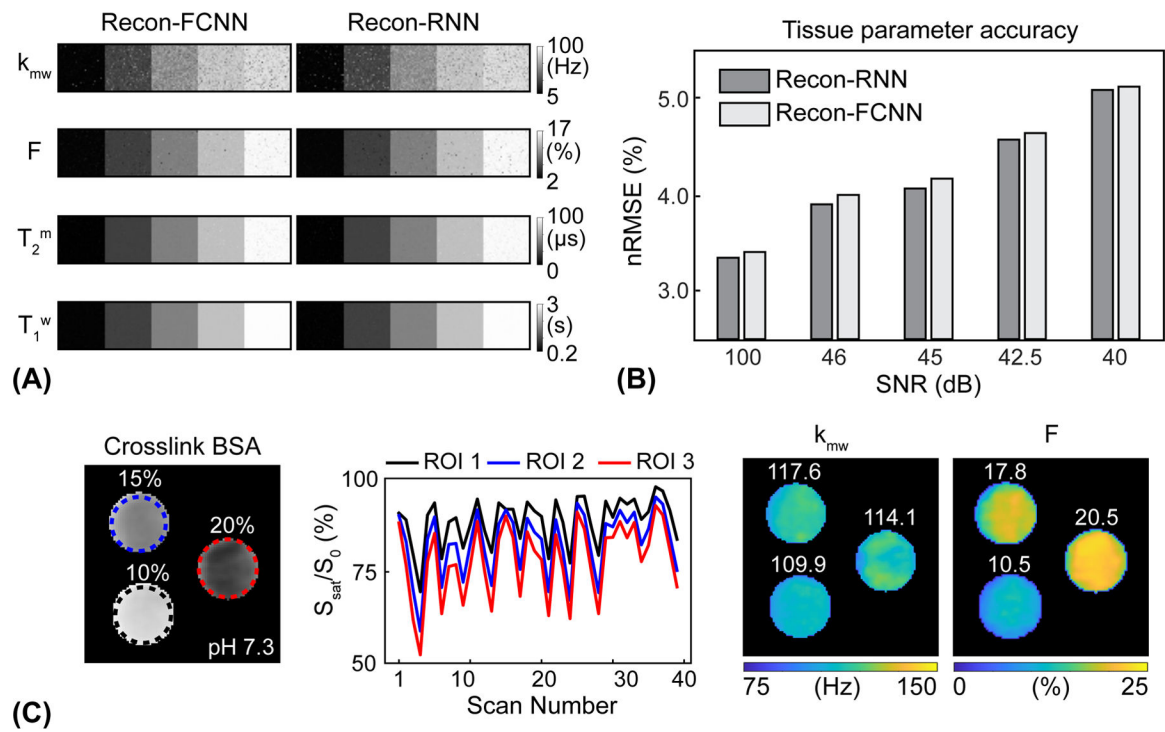 Recon-FCNN Recon-RNN
k_mw 100 (Hz) 5
F 17 (%) 2
T₂ᵐ 100 (µs) 0
T₁ʷ 3 (s) 0.2
(A)
Tissue parameter accuracy
Recon-RNN
Recon-FCNN
nRMSE (%)
5.0
4.0
3.0
100 46 45 42.5 40
SNR (dB)
(B)
Crosslink BSA
15%
20%
10%
pH 7.3
ROI 1 ROI 2 ROI 3
S_sat/S₀ (%)
100
75
50
1 10 20 30 40
Scan Number
k_mw
117.6
114.1
109.9
75 (Hz) 150
F
17.8
20.5
10.5
0 (%) 25
(C)